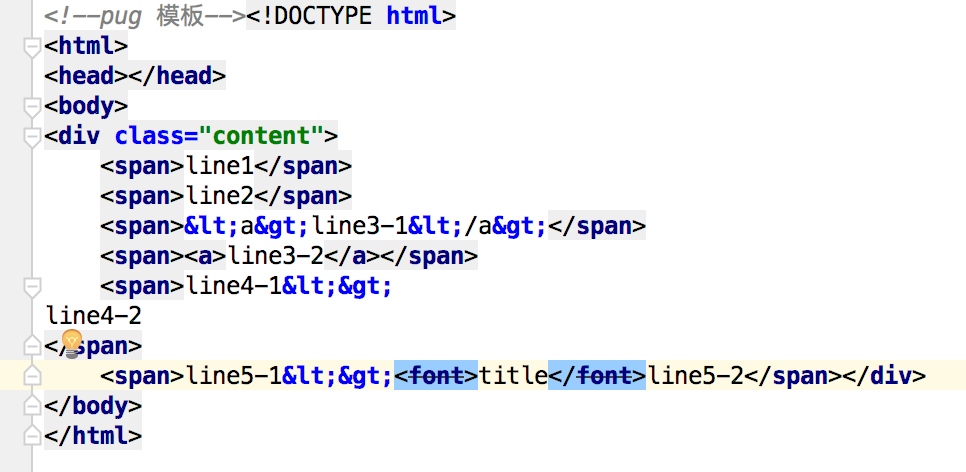 <!--pug 模板--><!DOCTYPE html>
<html>
<head></head>
<body>
<div class="content">
    <span>line1</span>
    <span>line2</span>
    <span>&lt;a&gt;line3-1&lt;/a&gt;</span>
    <span><a>line3-2</a></span>
    <span>line4-1&lt;&gt;
line4-2
</span>
    <span>line5-1&lt;&gt;<font>title</font>line5-2</span></div>
</body>
</html>